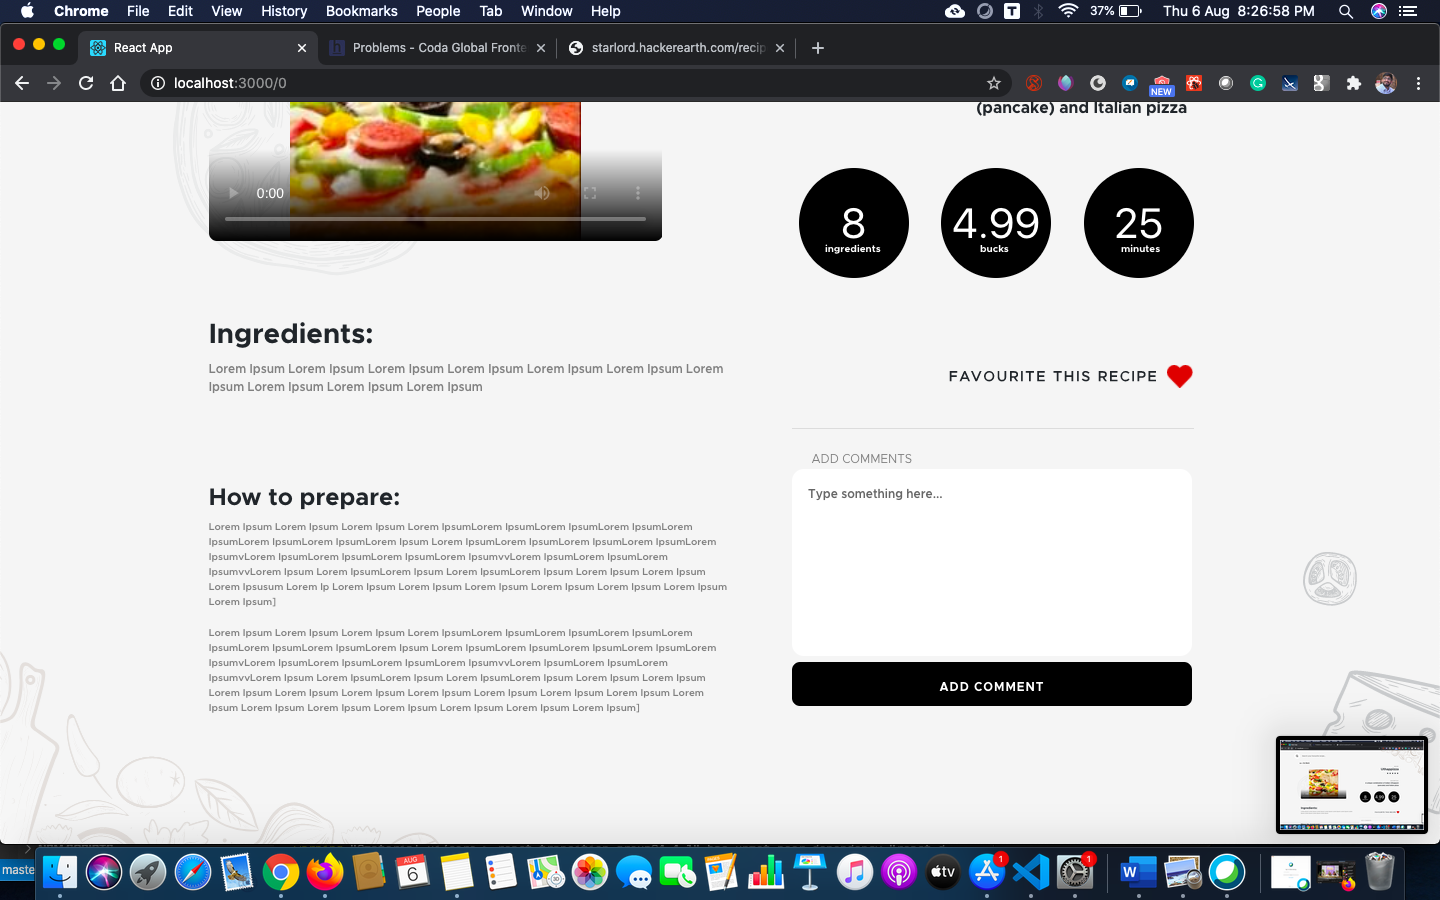 Chrome File Edit View History Bookmarks People Tab Window Help 37% Thu 6 Aug 8:26:58 PM
React App Problems - Coda Global Fronte starlord.hackerearth.com/recip
localhost:3000/0
NEW
(pancake) and Italian pizza
0:00
8
ingredients
4.99
bucks
25
minutes
Ingredients:
Lorem Ipsum Lorem Ipsum Lorem Ipsum Lorem Ipsum Lorem Ipsum Lorem Ipsum Lorem
Ipsum Lorem Ipsum Lorem Ipsum Lorem Ipsum
FAVOURITE THIS RECIPE
ADD COMMENTS
Type something here...
ADD COMMENT
How to prepare:
Lorem Ipsum Lorem Ipsum Lorem Ipsum Lorem IpsumLorem IpsumLorem IpsumLorem IpsumLorem
IpsumLorem IpsumLorem IpsumLorem Ipsum Lorem IpsumLorem IpsumLorem IpsumLorem IpsumLorem
IpsumvLorem IpsumLorem IpsumLorem IpsumLorem IpsumvvLorem IpsumLorem IpsumLorem
IpsumvvLorem Ipsum Lorem IpsumLorem Ipsum Lorem IpsumLorem Ipsum Lorem Ipsum Lorem Ipsum
Lorem Ipsusum Lorem Ip Lorem Ipsum Lorem Ipsum Lorem Ipsum Lorem Ipsum Lorem Ipsum Lorem Ipsum
Lorem Ipsum]
Lorem Ipsum Lorem Ipsum Lorem Ipsum Lorem IpsumLorem IpsumLorem IpsumLorem IpsumLorem
IpsumLorem IpsumLorem IpsumLorem Ipsum Lorem IpsumLorem IpsumLorem IpsumLorem IpsumLorem
IpsumvLorem IpsumLorem IpsumLorem IpsumLorem IpsumvvLorem IpsumLorem IpsumLorem
IpsumvvLorem Ipsum Lorem IpsumLorem Ipsum Lorem IpsumLorem Ipsum Lorem Ipsum Lorem Ipsum
Lorem Ipsum Lorem Ipsum Lorem Ipsum Lorem Ipsum Lorem Ipsum Lorem Ipsum Lorem Ipsum Lorem
Ipsum Lorem Ipsum Lorem Ipsum Lorem Ipsum Lorem Ipsum Lorem Ipsum Lorem Ipsum]
maste
AUG
6
tv
1
1